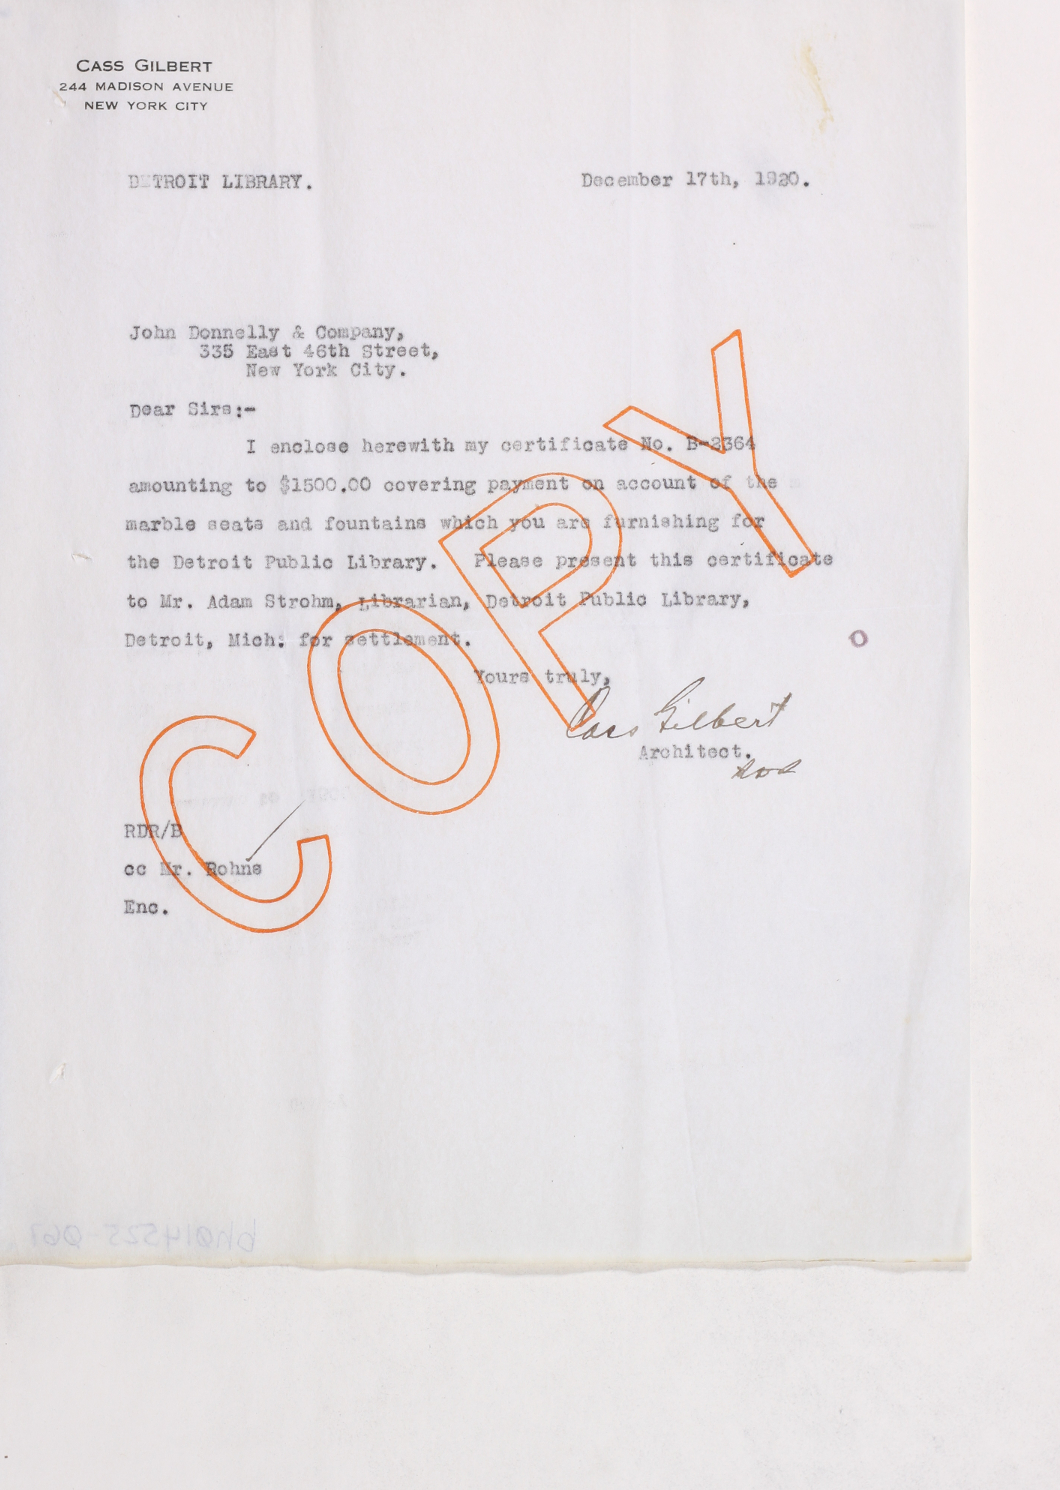 CASS GILBERT
244 MADISON AVENUE
NEW YORK CITY
DETROIT LIBRARY. December 17th, 1920.
John Donnelly & Company,
335 East 46th Street,
New York City.
Dear Sirs:-
I enclose herewith my certificate No. B-2364
amounting to $1500.00 covering payment on account of the
marble seats and fountains which you are furnishing for
the Detroit Public Library. Please present this certificate
to Mr. Adam Strohm, Librarian, Detroit Public Library,
Detroit, Mich. for settlement.
Yours truly,
Cass Gilbert
Architect.
RDR/B
cc Mr. Rohns
Enc.
COPY